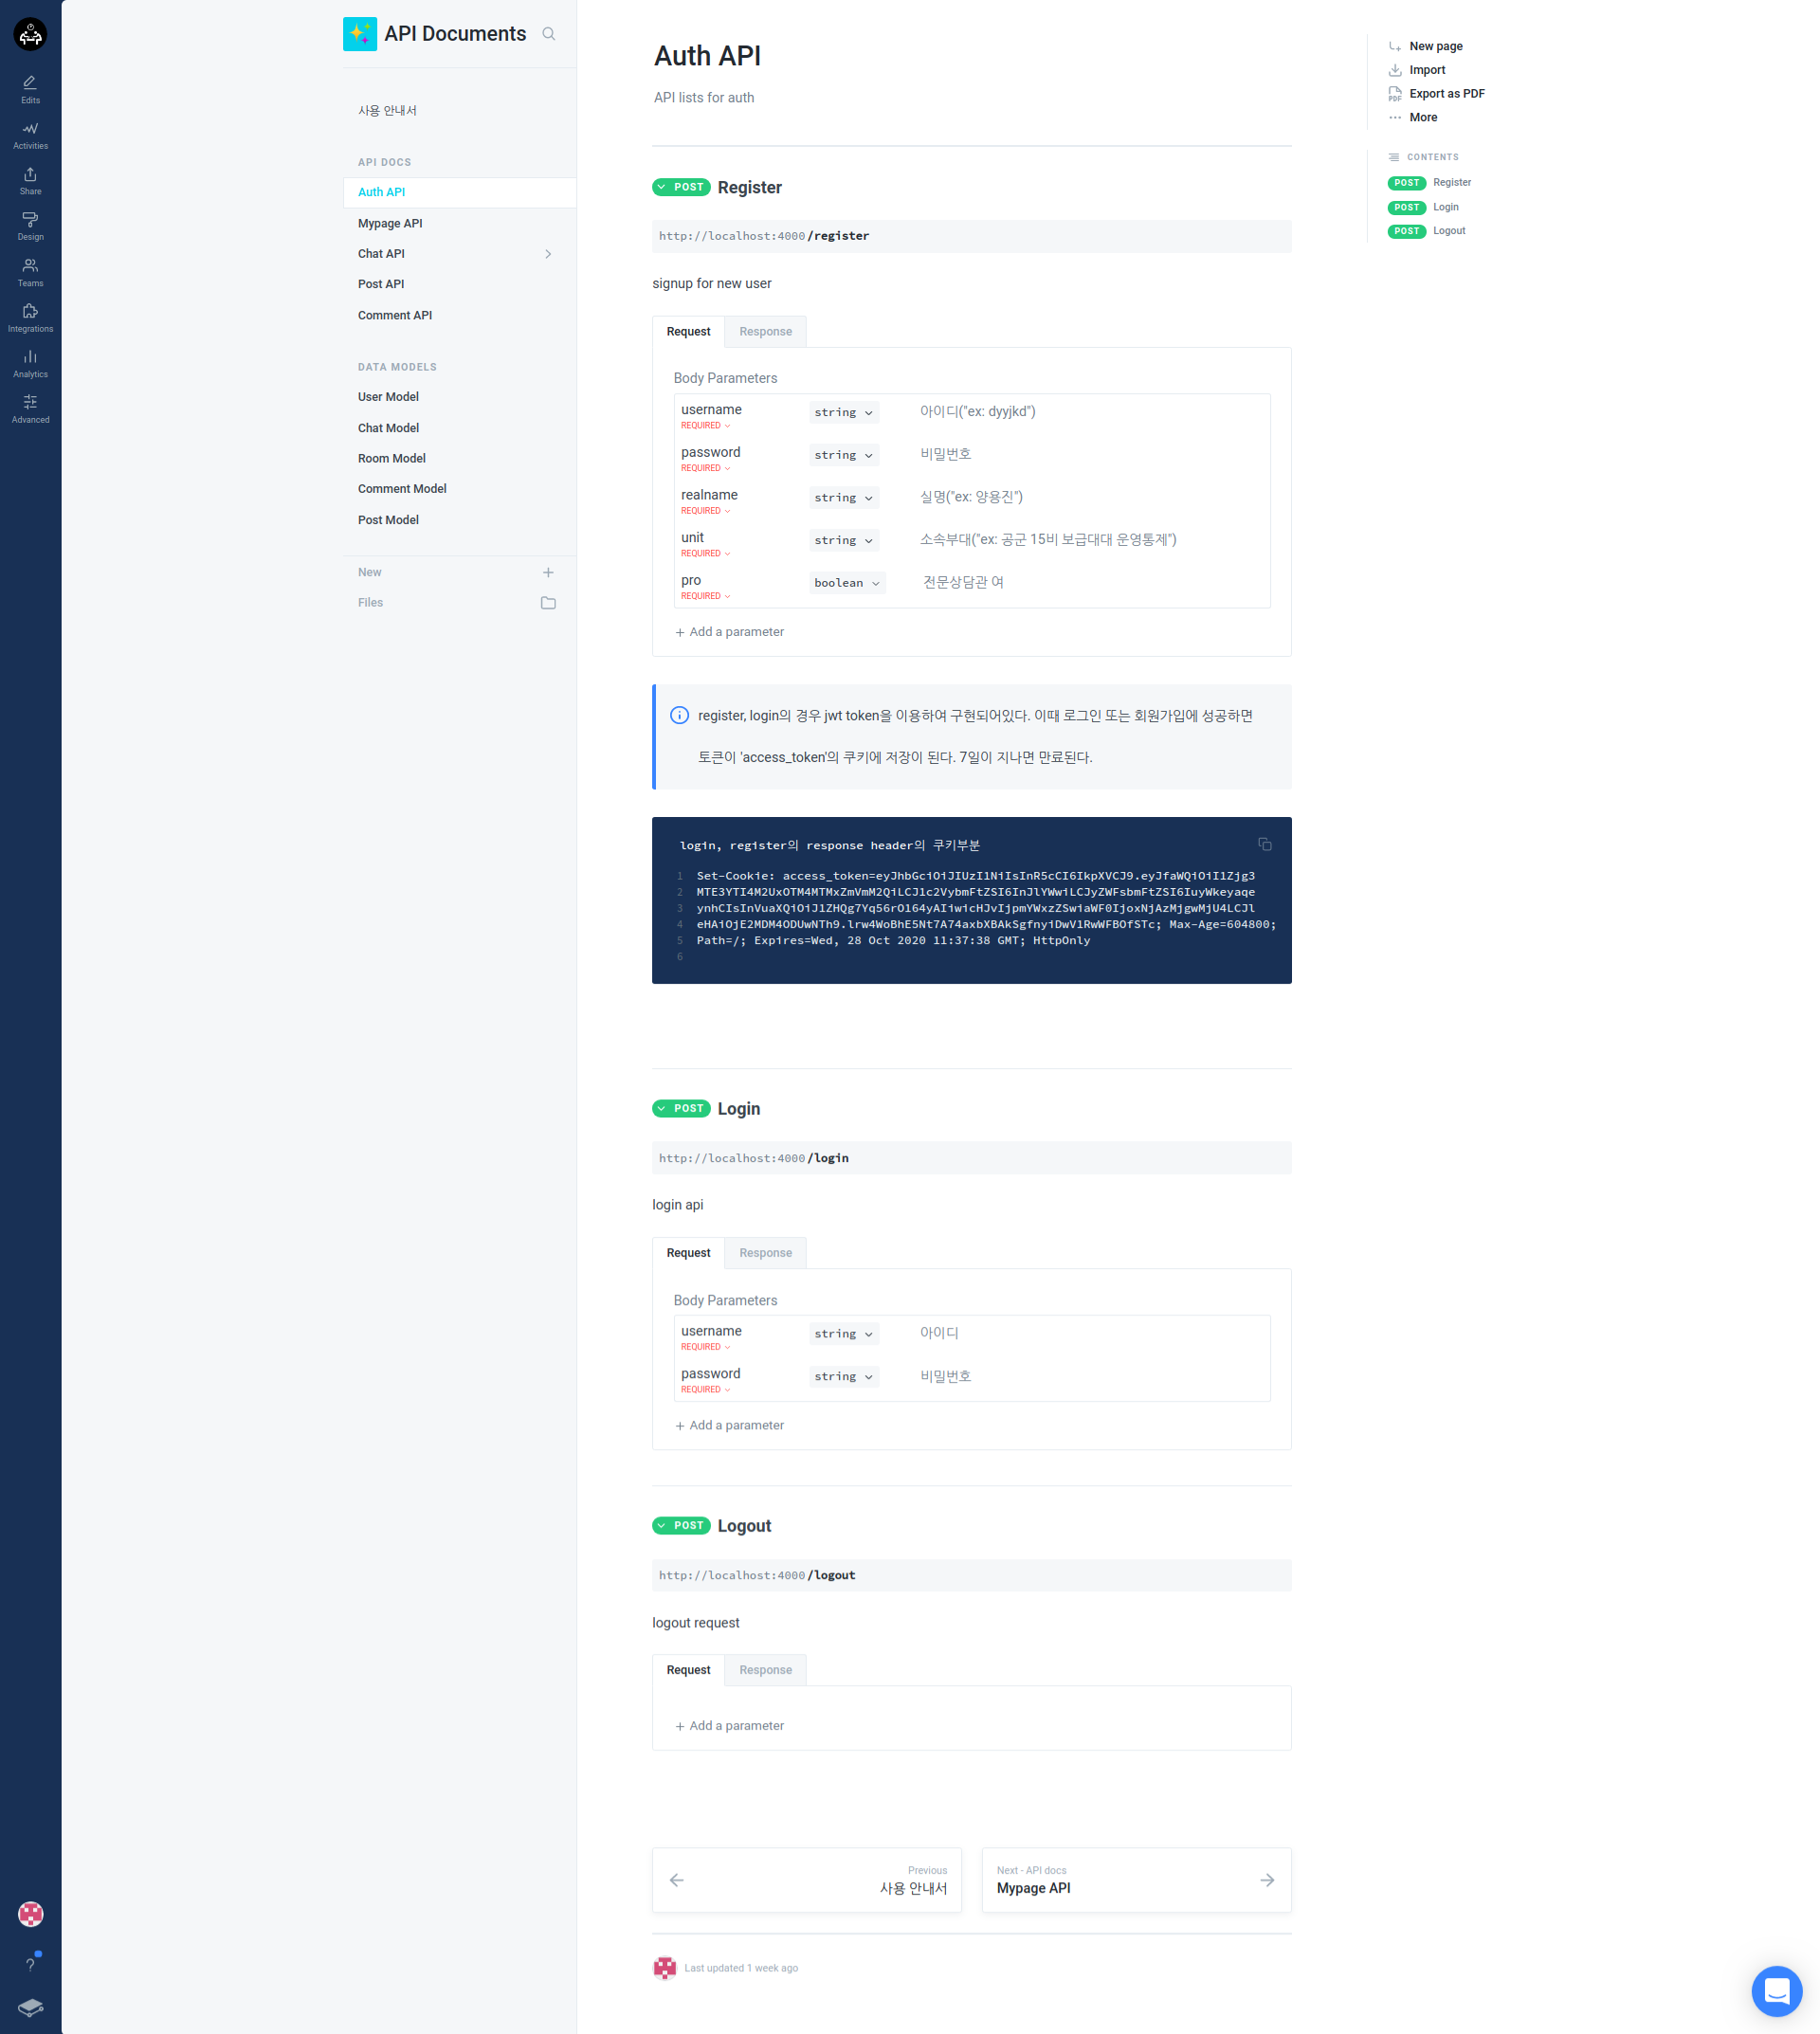 Edits
Activities
Share
Design
Teams
Integrations
Analytics
Advanced
?
API Documents
사용 안내서
API DOCS
Auth API
Mypage API
Chat API
Post API
Comment API
DATA MODELS
User Model
Chat Model
Room Model
Comment Model
Post Model
New
Files
Auth API
API lists for auth
POST Register
http://localhost:4000/register
signup for new user
Request Response
Body Parameters
username string 아이디("ex: dyyjkd")
REQUIRED
password string 비밀번호
REQUIRED
realname string 실명("ex: 양용진")
REQUIRED
unit string 소속부대("ex: 공군 15비 보급대대 운영통제")
REQUIRED
pro boolean 전문상담관 여
REQUIRED
+ Add a parameter
register, login의 경우 jwt token을 이용하여 구현되어있다. 이때 로그인 또는 회원가입에 성공하면
토큰이 'access_token'의 쿠키에 저장이 된다. 7일이 지나면 만료된다.
login, register의 response header의 쿠키부분
1 Set-Cookie: access_token=eyJhbGciOiJIUzI1NiIsInR5cCI6IkpXVCJ9.eyJfaWQiOiI1Zjg3
2 MTE3YTI4M2UxOTM4MTMxZmVmM2QiLCJ1c2VybmFtZSI6InJlYWwiLCJyZWFsbmFtZSI6IuyWkeyaqe
3 ynhCIsInVuaXQiOiJ1ZHQg7Yq56rO164yAIiwicHJvIjpmYWxzZSwiaWF0IjoxNjAzMjgwMjU4LCJl
4 eHAiOjE2MDM4ODUwNTh9.lrw4WoBhE5Nt7A74axbXBAkSgfnyiDwV1RwWFBOfSTc; Max-Age=604800;
5 Path=/; Expires=Wed, 28 Oct 2020 11:37:38 GMT; HttpOnly
6
POST Login
http://localhost:4000/login
login api
Request Response
Body Parameters
username string 아이디
REQUIRED
password string 비밀번호
REQUIRED
+ Add a parameter
POST Logout
http://localhost:4000/logout
logout request
Request Response
+ Add a parameter
Previous
사용 안내서
Next - API docs
Mypage API
Last updated 1 week ago
New page
Import
PDF Export as PDF
More
CONTENTS
POST Register
POST Login
POST Logout